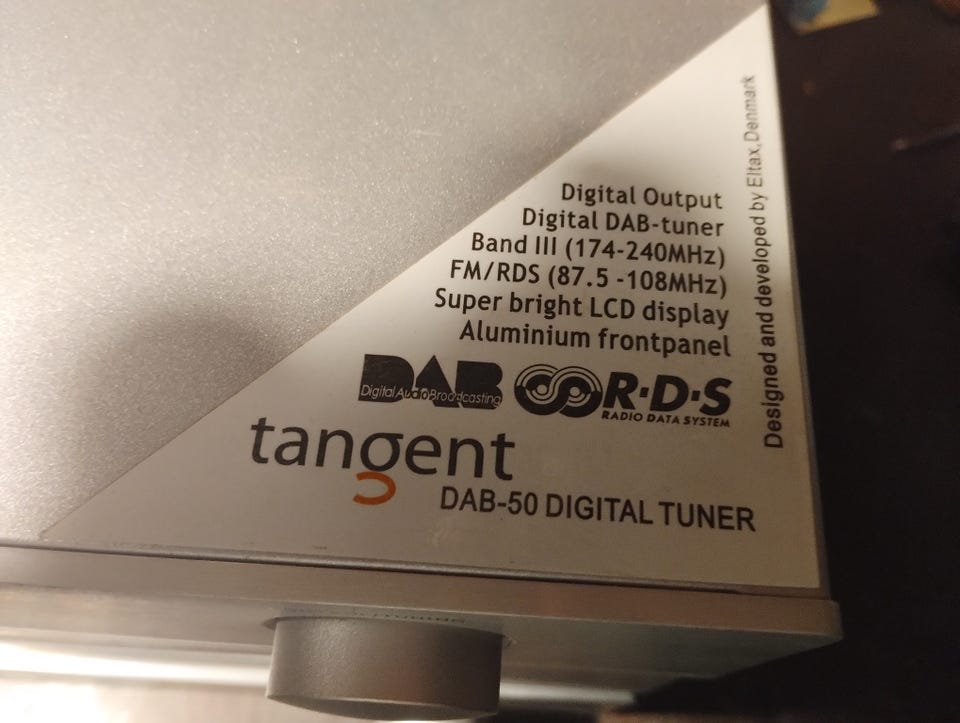 Digital Output
Digital DAB-tuner
Band III (174-240MHz)
FM/RDS (87.5 -108MHz)
Super bright LCD display
Aluminium frontpanel
DAB
Digital Audio Broadcasting
R·D·S
RADIO DATA SYSTEM
tangent
DAB-50 DIGITAL TUNER
Designed and developed by Eltax, Denmark